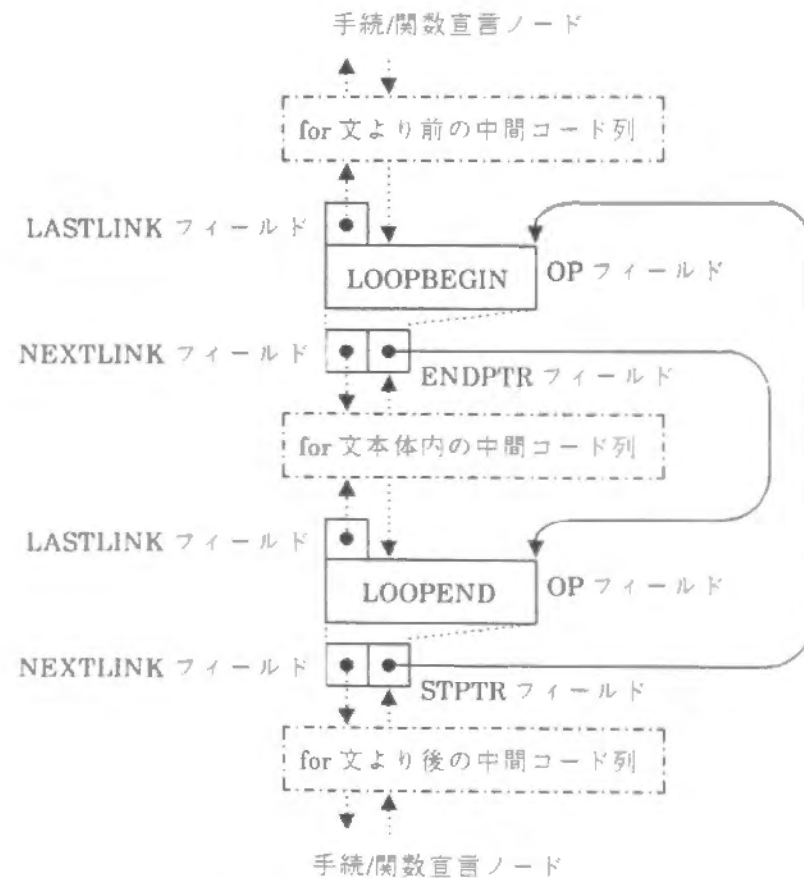 手続/関数宣言ノード
for 文より前の中間コード列
LASTLINK フィールド
LOOPBEGIN
OP フィールド
NEXTLINK フィールド
ENDPTR フィールド
for 文本体内の中間コード列
LASTLINK フィールド
LOOPEND
OP フィールド
NEXTLINK フィールド
STPTR フィールド
for 文より後の中間コード列
手続/関数宣言ノード